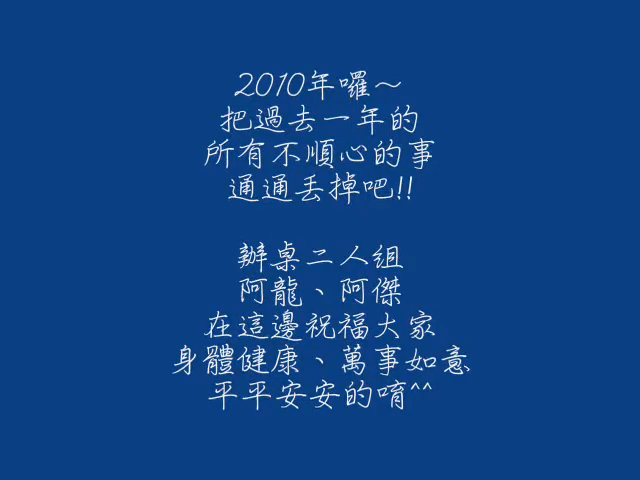 2010年囉～
把過去一年的
所有不順心的事
通通丟掉吧!!
辦桌二人組
阿龍、阿傑
在這邊祝福大家
身體健康、萬事如意
平平安安的唷^^